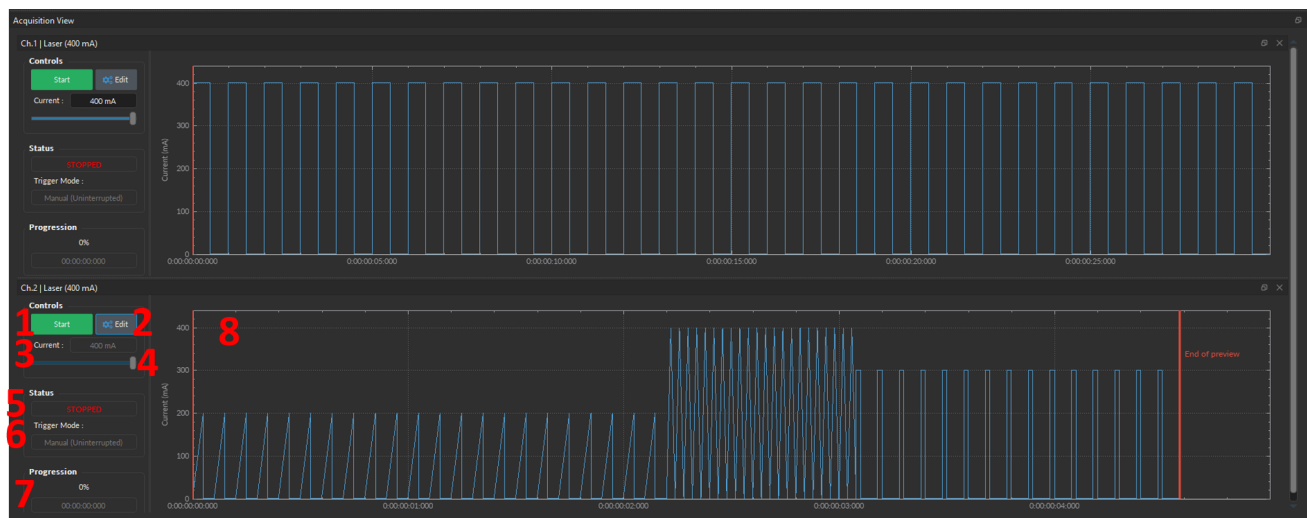 Acquisition View
Ch.1 | Laser (400 mA)
Controls
Start
Edit
Current :
400 mA
Status
STOPPED
Trigger Mode :
Manual (Uninterrupted)
Progression
0%
00:00:00:000
Current (mA)
400
300
200
100
0
0:00:00:00:000
0:00:00:05:000
0:00:00:10:000
0:00:00:15:000
0:00:00:20:000
0:00:00:25:000
Ch.2 | Laser (400 mA)
Controls
1
Start
Edit
2
3
Current :
400 mA
4
Status
5
STOPPED
6
Trigger Mode :
Manual (Uninterrupted)
Progression
0%
7
00:00:00:000
8
Current (mA)
400
300
200
100
0
End of preview
0:00:00:00:000
0:00:00:01:000
0:00:00:02:000
0:00:00:03:000
0:00:00:04:000